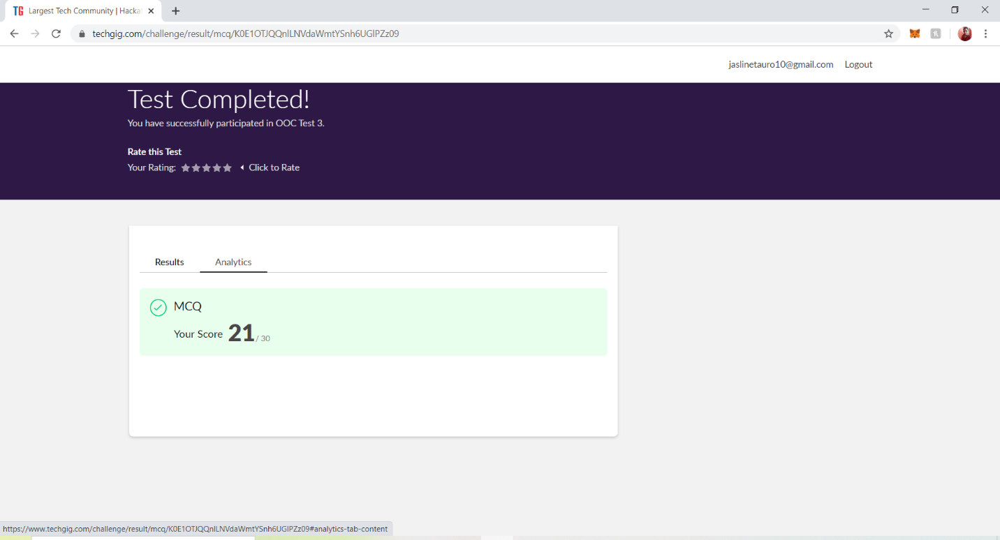 TG Largest Tech Community | Hacka
techgig.com/challenge/result/mcq/K0E1OTJQQnlLNVdaWmtYSnh6UGlPZz09
jaslinetauro10@gmail.com Logout
Test Completed!
You have successfully participated in OOC Test 3.
Rate this Test
Your Rating: Click to Rate
Results Analytics
MCQ
Your Score 21 / 30
https://www.techgig.com/challenge/result/mcq/K0E1OTJQQnlLNVdaWmtYSnh6UGlPZz09#analytics-tab-content